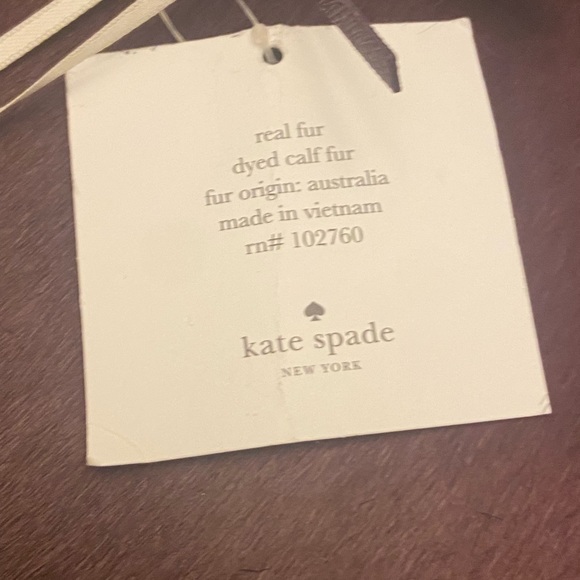 real fur
dyed calf fur
fur origin: australia
made in vietnam
rn# 102760
kate spade
NEW YORK